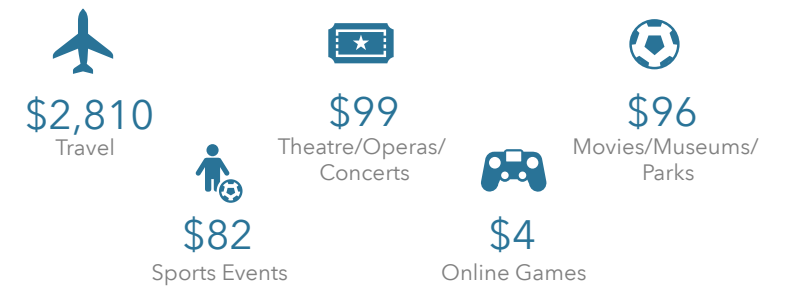 $2,810
Travel
$99
Theatre/Operas/
Concerts
$96
Movies/Museums/
Parks
$82
Sports Events
$4
Online Games